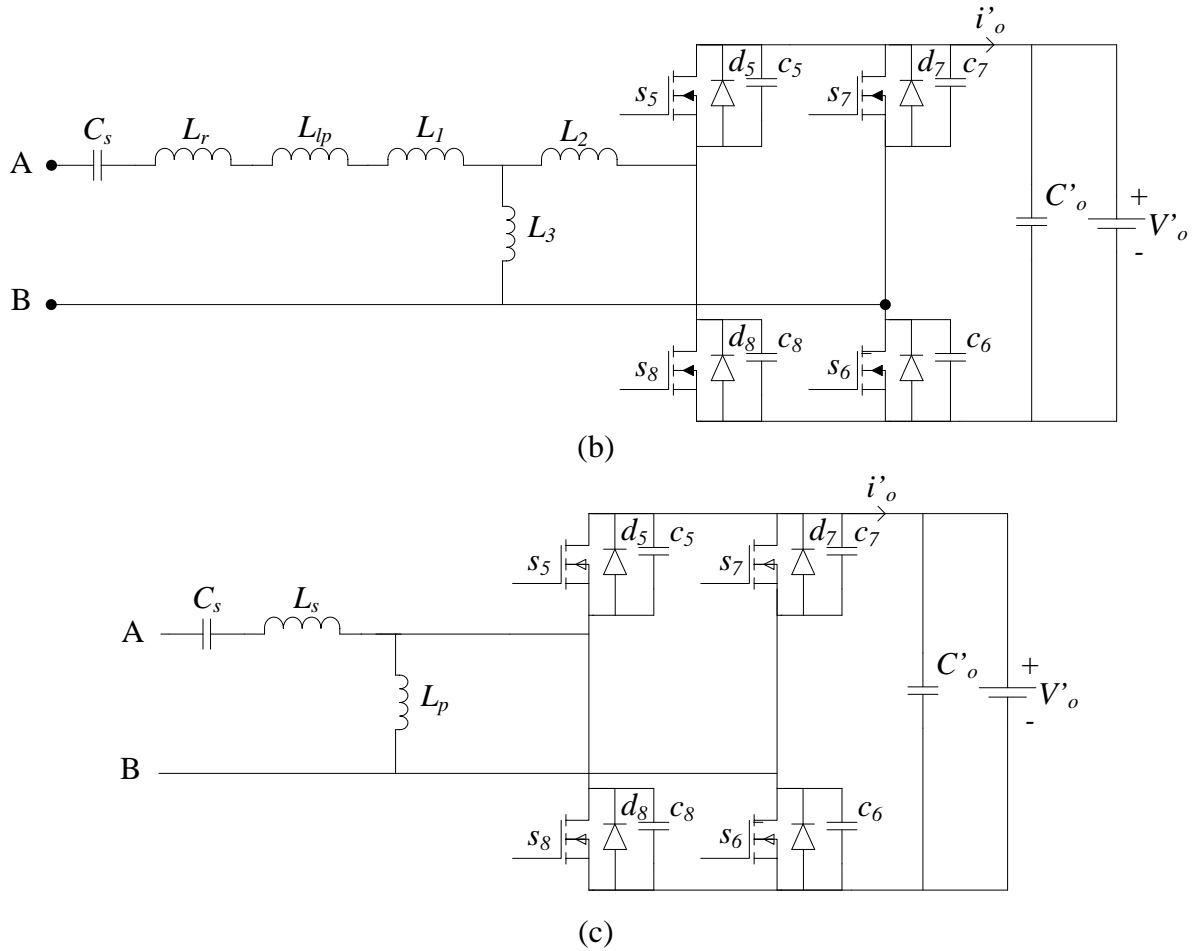 i'o
d5 c5 d7 c7
s5 s7
Cs Lr Llp L1 L2
A
C'o + V'o -
L3
B
d8 c8 c6
s8 s6
(b)
i'o
d5 c5 d7 c7
s5 s7
Cs Ls
A
C'o + V'o -
Lp
B
d8 c8 c6
s8 s6
(c)